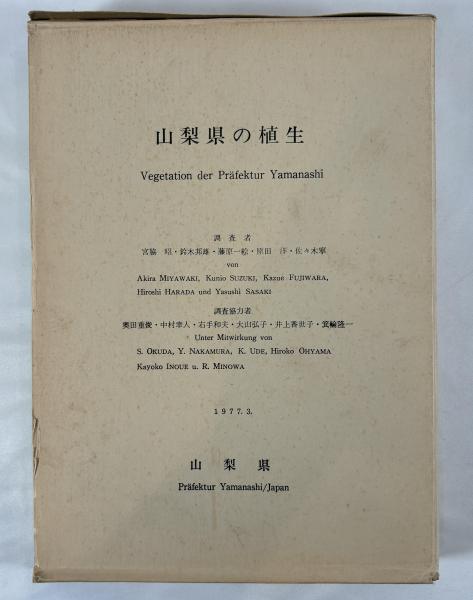 山梨県の植生
Vegetation der Präfektur Yamanashi
調査者
宮脇 昭・鈴木邦雄・藤原一絵・原田 洋・佐々木寧
von
Akira MIYAWAKI, Kunio SUZUKI, Kazue FUJIWARA,
Hiroshi HARADA und Yasushi SASAKI
調査協力者
奥田重俊・中村幸人・右手和夫・大山弘子・井上香世子・箕輪隆一
Unter Mitwirkung von
S. OKUDA, Y. NAKAMURA, K. UDE, Hiroko OHYAMA
Kayoko INOUE u. R. MINOWA
1977. 3.
山梨県
Präfektur Yamanashi/Japan